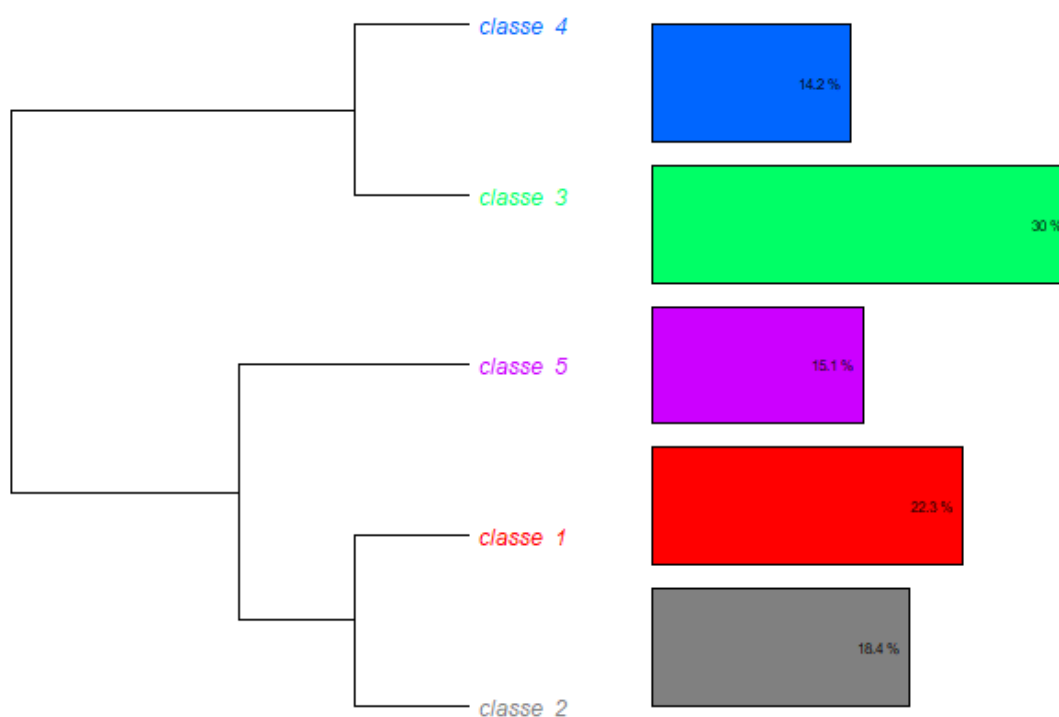 classe 4
14.2 %
classe 3
30 %
classe 5
15.1 %
classe 1
22.3 %
classe 2
18.4 %